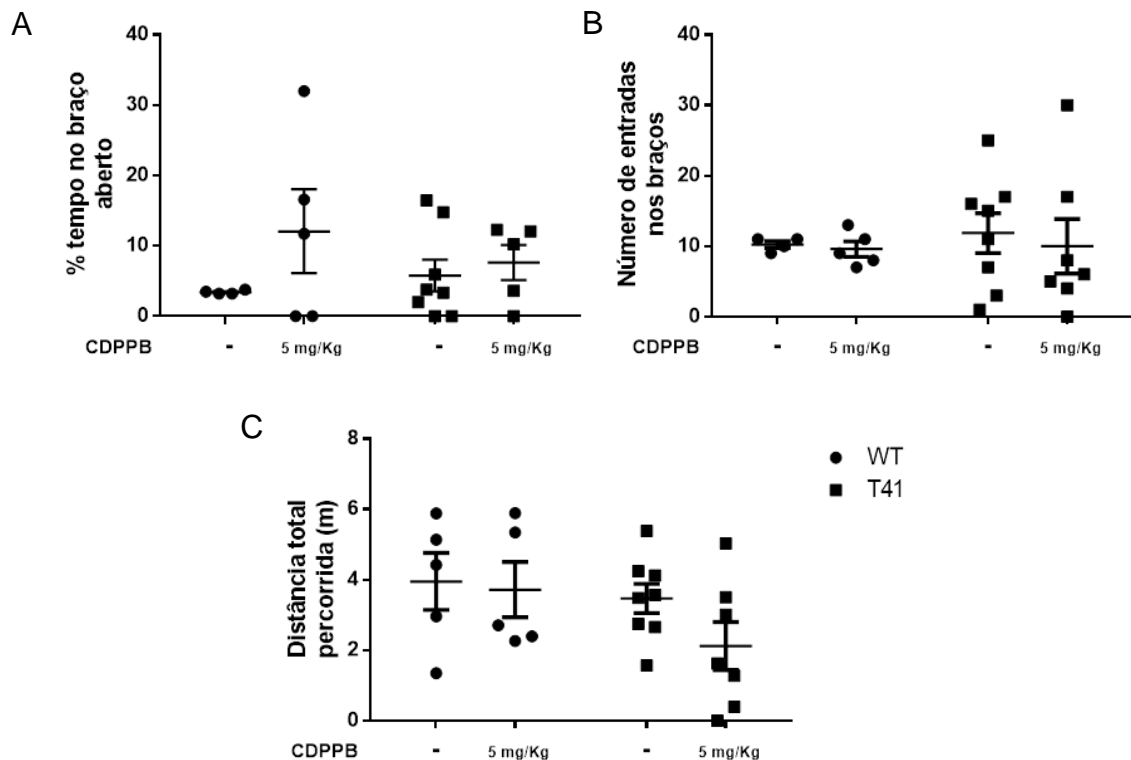 A
% tempo no braço
aberto
40
30
20
10
0
CDPPB
-
5 mg/Kg
-
5 mg/Kg
B
Número de entradas
nos braços
40
30
20
10
0
CDPPB
-
5 mg/Kg
-
5 mg/Kg
C
Distância total
percorrida (m)
8
6
4
2
0
CDPPB
-
5 mg/Kg
-
5 mg/Kg
WT
T41